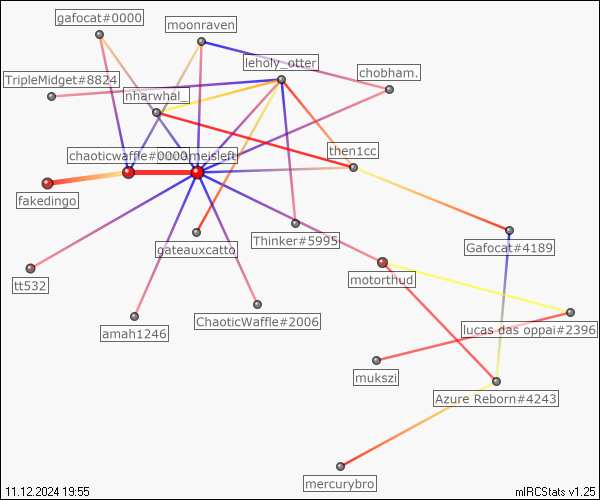 gafocat#0000
moonraven
leholy_otter
chobham.
TripleMidget#8824
nharwhal_
then1cc
chaoticwaffle#0000
meisleft
fakedingo
Thinker#5995
Gafocat#4189
gateauxcatto
tt532
motorthud
ChaoticWaffle#2006
amah1246
lucas das oppai#2396
mukszi
Azure Reborn#4243
mercurybro
11.12.2024 19:55
mIRCStats v1.25